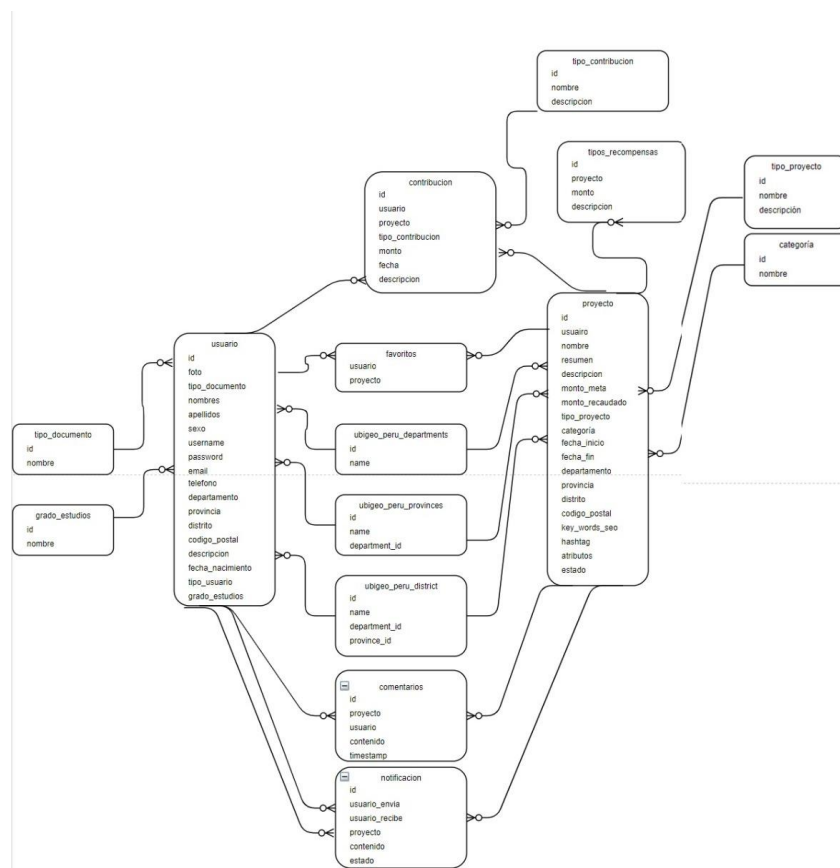 tipo_contribucion
id
nombre
descripcion
tipos_recompensas
id
proyecto
monto
descripcion
tipo_proyecto
id
nombre
descripción
categoría
id
nombre
contribucion
id
usuario
proyecto
tipo_contribucion
monto
fecha
descripcion
proyecto
id
usuairo
nombre
resumen
descripcion
monto_meta
monto_recaudado
tipo_proyecto
categoría
fecha_inicio
fecha_fin
departamento
provincia
distrito
codigo_postal
key_words_seo
hashtag
atributos
estado
usuario
id
foto
tipo_documento
nombres
apellidos
sexo
username
password
email
telefono
departamento
provincia
distrito
codigo_postal
descripcion
fecha_nacimiento
tipo_usuario
grado_estudios
favoritos
usuario
proyecto
tipo_documento
id
nombre
ubigeo_peru_departments
id
name
grado_estudios
id
nombre
ubigeo_peru_provinces
id
name
department_id
ubigeo_peru_district
id
name
department_id
province_id
comentarios
id
proyecto
usuario
contenido
timestamp
notificacion
id
usuario_envia
usuario_recibe
proyecto
contenido
estado